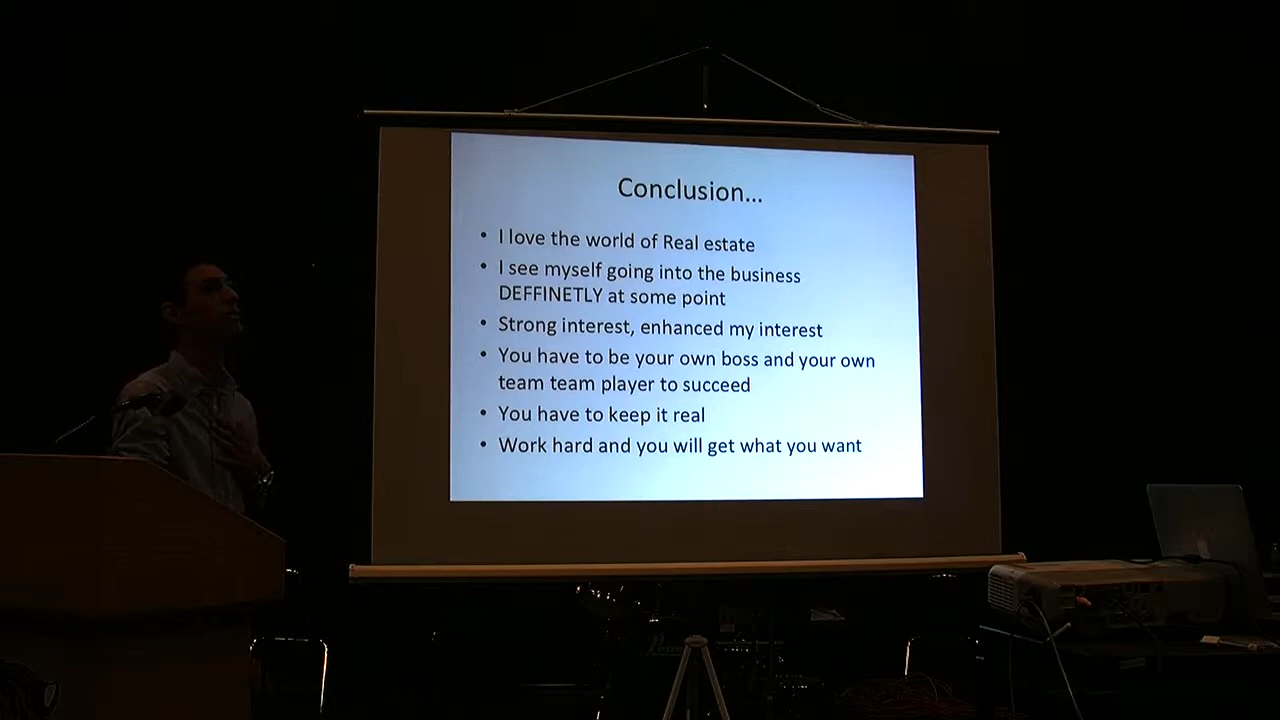 Conclusion...
• I love the world of Real estate
• I see myself going into the business
DEFFINETLY at some point
• Strong interest, enhanced my interest
• You have to be your own boss and your own
team team player to succeed
• You have to keep it real
• Work hard and you will get what you want